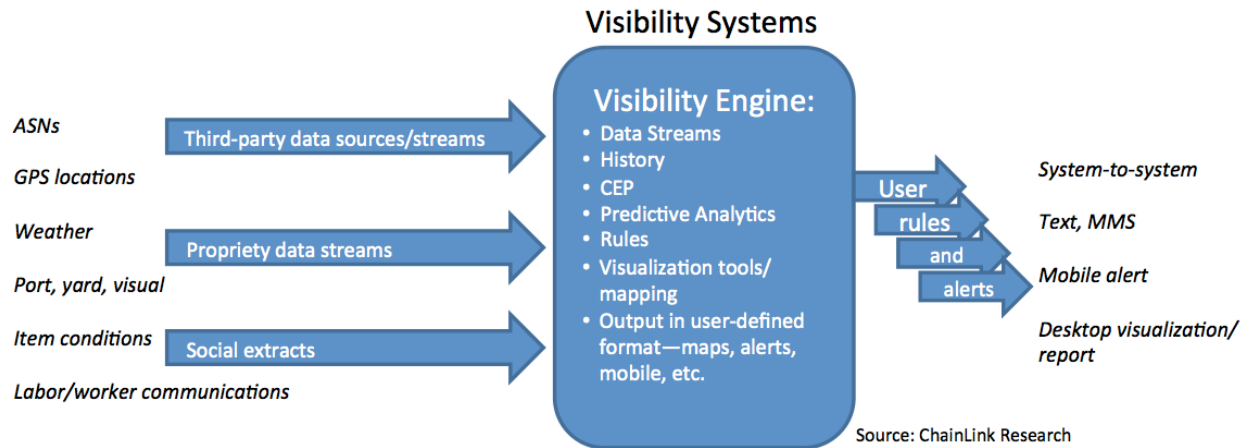 Visibility Systems
ASNs
GPS locations
Weather
Port, yard, visual
Item conditions
Labor/worker communications
Third-party data sources/streams
Propriety data streams
Social extracts
Visibility Engine:
• Data Streams
• History
• CEP
• Predictive Analytics
• Rules
• Visualization tools/
mapping
• Output in user-defined
format—maps, alerts,
mobile, etc.
User
rules
and
alerts
System-to-system
Text, MMS
Mobile alert
Desktop visualization/
report
Source: ChainLink Research